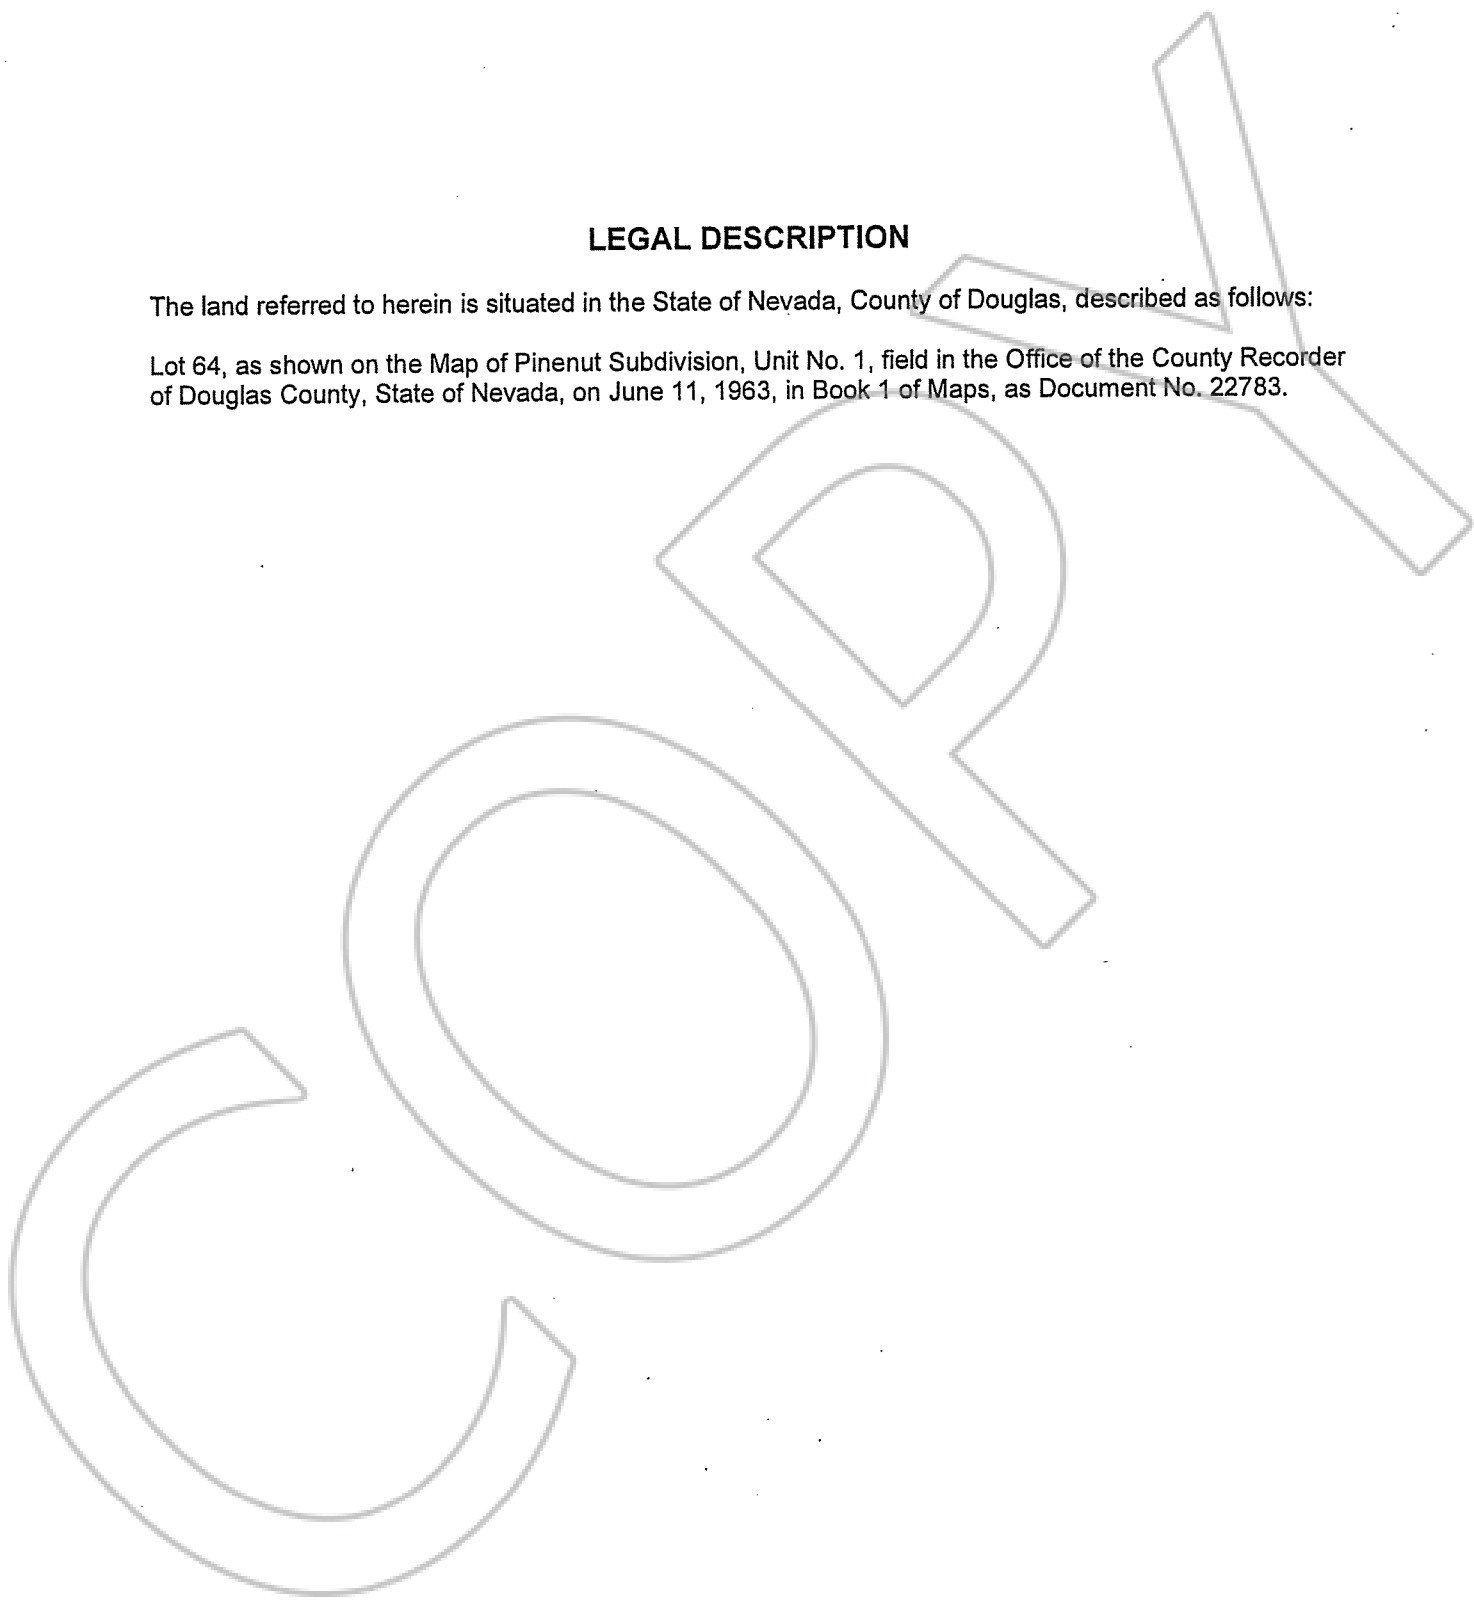 LEGAL DESCRIPTION
The land referred to herein is situated in the State of Nevada, County of Douglas, described as follows:
Lot 64, as shown on the Map of Pinenut Subdivision, Unit No. 1, field in the Office of the County Recorder
of Douglas County, State of Nevada, on June 11, 1963, in Book 1 of Maps, as Document No. 22783.
COPY